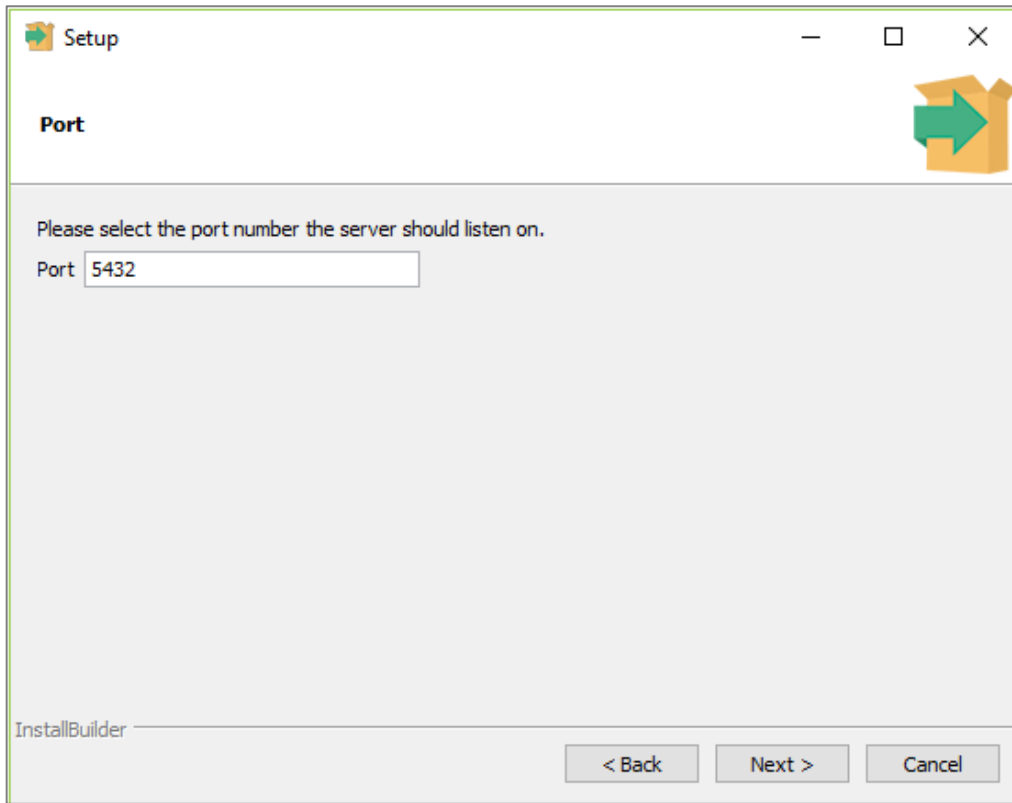 Setup
Port
Please select the port number the server should listen on.
Port 5432
InstallBuilder
< Back Next > Cancel